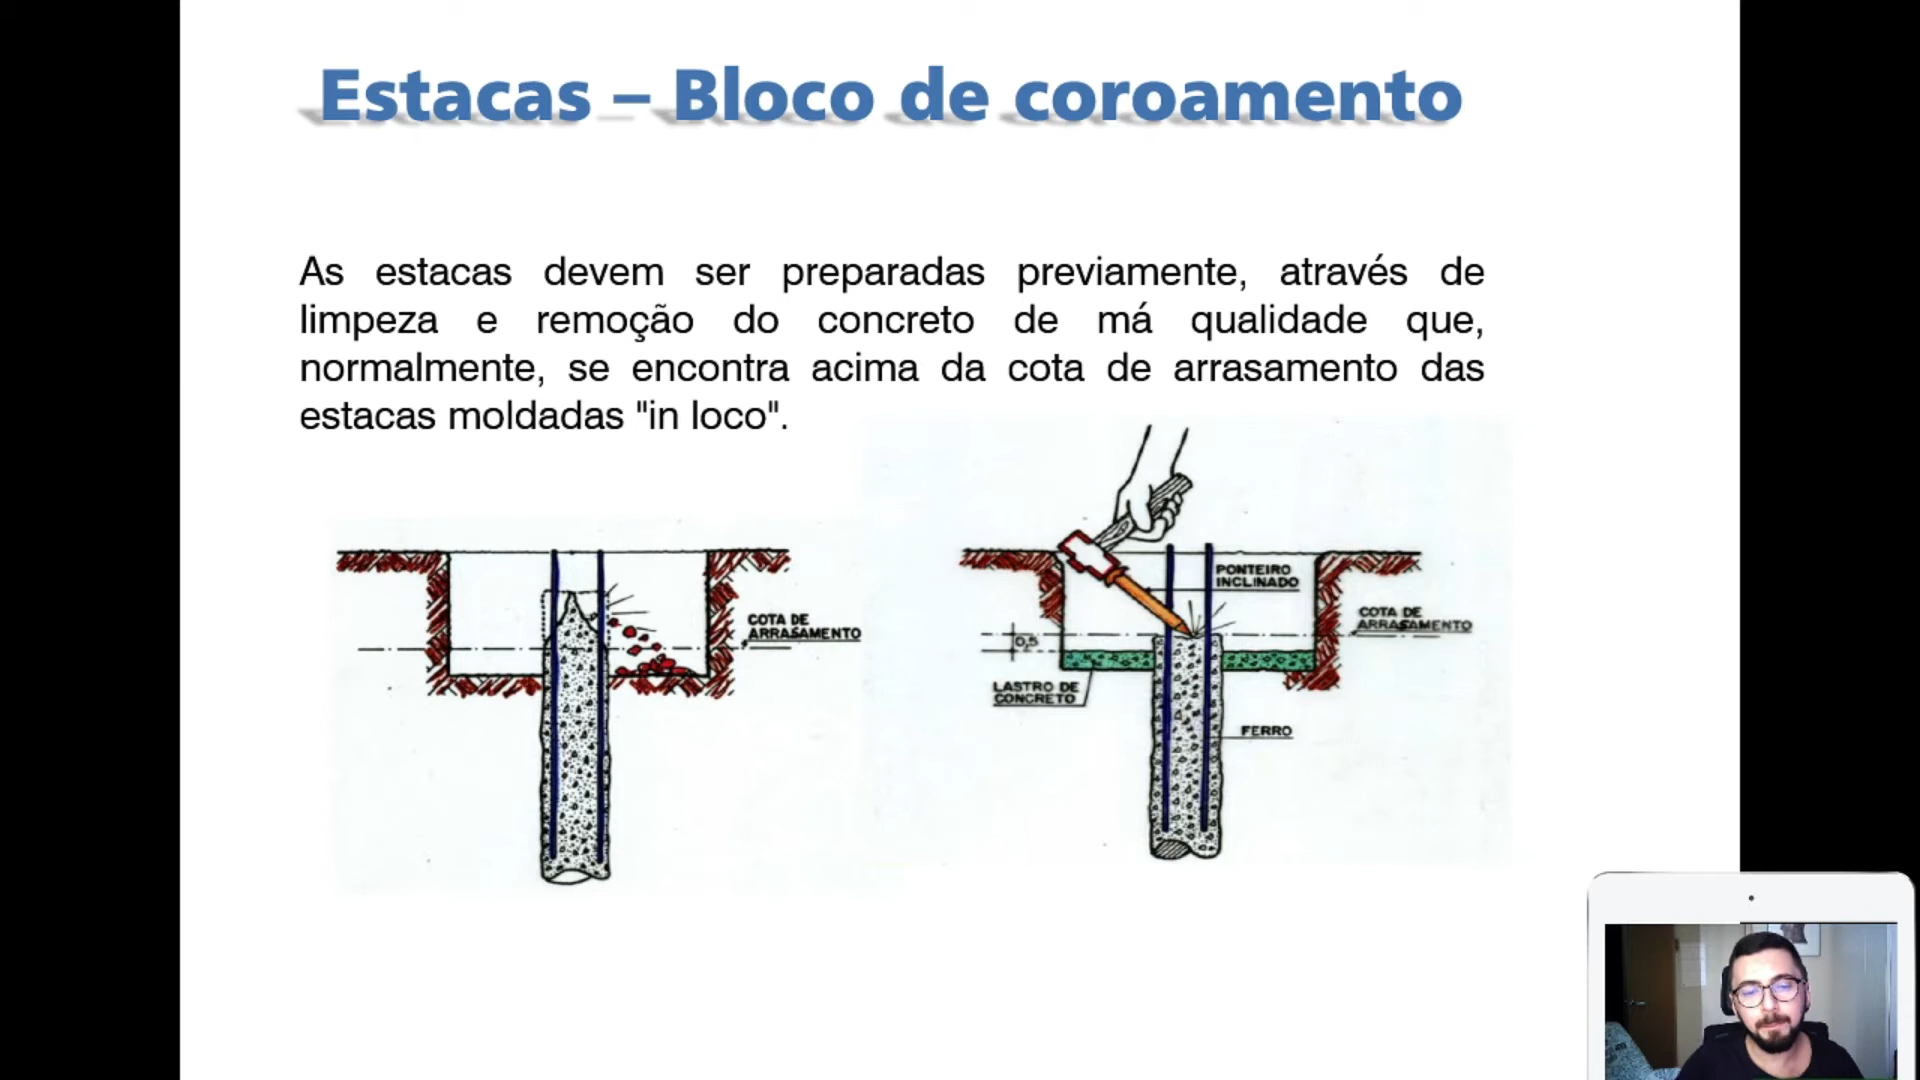 Estacas – Bloco de coroamento
As estacas devem ser preparadas previamente, através de
limpeza e remoção do concreto de má qualidade que,
normalmente, se encontra acima da cota de arrasamento das
estacas moldadas "in loco".
COTA DE
ARRASAMENTO
PONTEIRO
INCLINADO
COTA DE
ARRASAMENTO
0,5
LASTRO DE
CONCRETO
FERRO